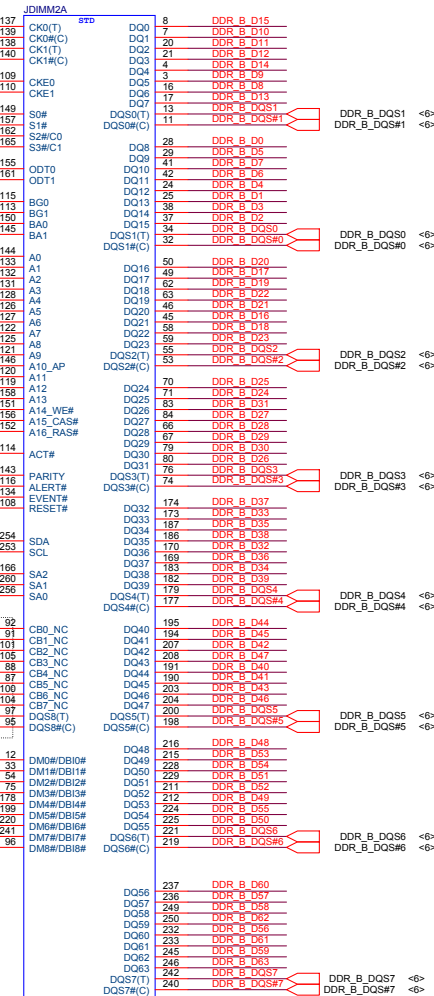 JDIMM2A
STD
137 CK0(T)
139 CK0#(C)
138 CK1(T)
140 CK1#(C)
109 CKE0
110 CKE1
149 S0#
157 S1#
162 S2#/C0
165 S3#/C1
155 ODT0
161 ODT1
115 BG0
113 BG1
150 BA0
145 BA1
144 A0
133 A1
132 A2
131 A3
128 A4
126 A5
127 A6
122 A7
125 A8
121 A9
146 A10_AP
120 A11
119 A12
158 A13
151 A14_WE#
156 A15_CAS#
152 A16_RAS#
114 ACT#
143 PARITY
116 ALERT#
134 EVENT#
108 RESET#
254 SDA
253 SCL
166 SA2
260 SA1
256 SA0
92 CB0_NC
91 CB1_NC
101 CB2_NC
105 CB3_NC
88 CB4_NC
87 CB5_NC
100 CB6_NC
104 CB7_NC
97 DQS8(T)
95 DQS8#(C)
12 DM0#/DBI0#
33 DM1#/DBI1#
54 DM2#/DBI2#
75 DM3#/DBI3#
178 DM4#/DBI4#
199 DM5#/DBI5#
220 DM6#/DBI6#
241 DM7#/DBI7#
96 DM8#/DBI8#
DQ0 8 DDR_B_D15
DQ1 7 DDR_B_D10
DQ2 20 DDR_B_D11
DQ3 21 DDR_B_D12
DQ4 4 DDR_B_D14
DQ5 3 DDR_B_D9
DQ6 16 DDR_B_D8
DQ7 17 DDR_B_D13
DQS0(T) 13 DDR_B_DQS1 DDR_B_DQS1 <6>
DQS0#(C) 11 DDR_B_DQS#1 DDR_B_DQS#1 <6>
DQ8 28 DDR_B_D0
DQ9 29 DDR_B_D5
DQ10 41 DDR_B_D7
DQ11 42 DDR_B_D6
DQ12 24 DDR_B_D4
DQ13 25 DDR_B_D1
DQ14 38 DDR_B_D3
DQ15 37 DDR_B_D2
DQS1(T) 34 DDR_B_DQS0 DDR_B_DQS0 <6>
DQS1#(C) 32 DDR_B_DQS#0 DDR_B_DQS#0 <6>
DQ16 50 DDR_B_D20
DQ17 49 DDR_B_D17
DQ18 62 DDR_B_D19
DQ19 63 DDR_B_D22
DQ20 46 DDR_B_D21
DQ21 45 DDR_B_D16
DQ22 58 DDR_B_D18
DQ23 59 DDR_B_D23
DQS2(T) 55 DDR_B_DQS2 DDR_B_DQS2 <6>
DQS2#(C) 53 DDR_B_DQS#2 DDR_B_DQS#2 <6>
DQ24 70 DDR_B_D25
DQ25 71 DDR_B_D24
DQ26 83 DDR_B_D31
DQ27 84 DDR_B_D27
DQ28 66 DDR_B_D28
DQ29 67 DDR_B_D29
DQ30 79 DDR_B_D30
DQ31 80 DDR_B_D26
DQS3(T) 76 DDR_B_DQS3 DDR_B_DQS3 <6>
DQS3#(C) 74 DDR_B_DQS#3 DDR_B_DQS#3 <6>
DQ32 174 DDR_B_D37
DQ33 173 DDR_B_D33
DQ34 187 DDR_B_D35
DQ35 186 DDR_B_D38
DQ36 170 DDR_B_D32
DQ37 169 DDR_B_D36
DQ38 183 DDR_B_D34
DQ39 182 DDR_B_D39
DQS4(T) 179 DDR_B_DQS4 DDR_B_DQS4 <6>
DQS4#(C) 177 DDR_B_DQS#4 DDR_B_DQS#4 <6>
DQ40 195 DDR_B_D44
DQ41 194 DDR_B_D45
DQ42 207 DDR_B_D42
DQ43 208 DDR_B_D47
DQ44 191 DDR_B_D40
DQ45 190 DDR_B_D41
DQ46 203 DDR_B_D43
DQ47 204 DDR_B_D46
DQS5(T) 200 DDR_B_DQS5 DDR_B_DQS5 <6>
DQS5#(C) 198 DDR_B_DQS#5 DDR_B_DQS#5 <6>
DQ48 216 DDR_B_D48
DQ49 215 DDR_B_D53
DQ50 228 DDR_B_D54
DQ51 229 DDR_B_D51
DQ52 211 DDR_B_D52
DQ53 212 DDR_B_D49
DQ54 224 DDR_B_D55
DQ55 225 DDR_B_D50
DQS6(T) 221 DDR_B_DQS6 DDR_B_DQS6 <6>
DQS6#(C) 219 DDR_B_DQS#6 DDR_B_DQS#6 <6>
DQ56 237 DDR_B_D60
DQ57 236 DDR_B_D57
DQ58 249 DDR_B_D58
DQ59 250 DDR_B_D62
DQ60 232 DDR_B_D56
DQ61 233 DDR_B_D61
DQ62 245 DDR_B_D59
DQ63 246 DDR_B_D63
DQS7(T) 242 DDR_B_DQS7 DDR_B_DQS7 <6>
DQS7#(C) 240 DDR_B_DQS#7 DDR_B_DQS#7 <6>